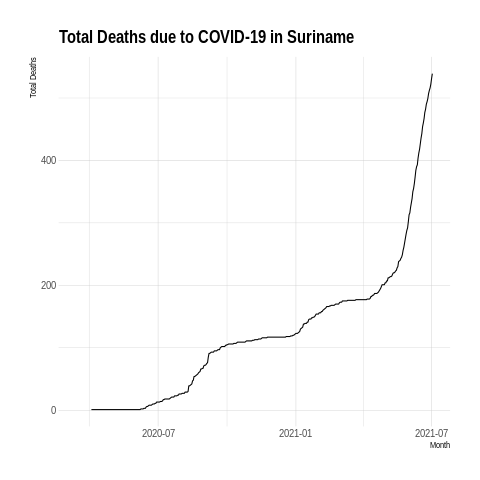 Total Deaths due to COVID-19 in Suriname
Total Deaths
400
200
0
2020-07
2021-01
2021-07
Month